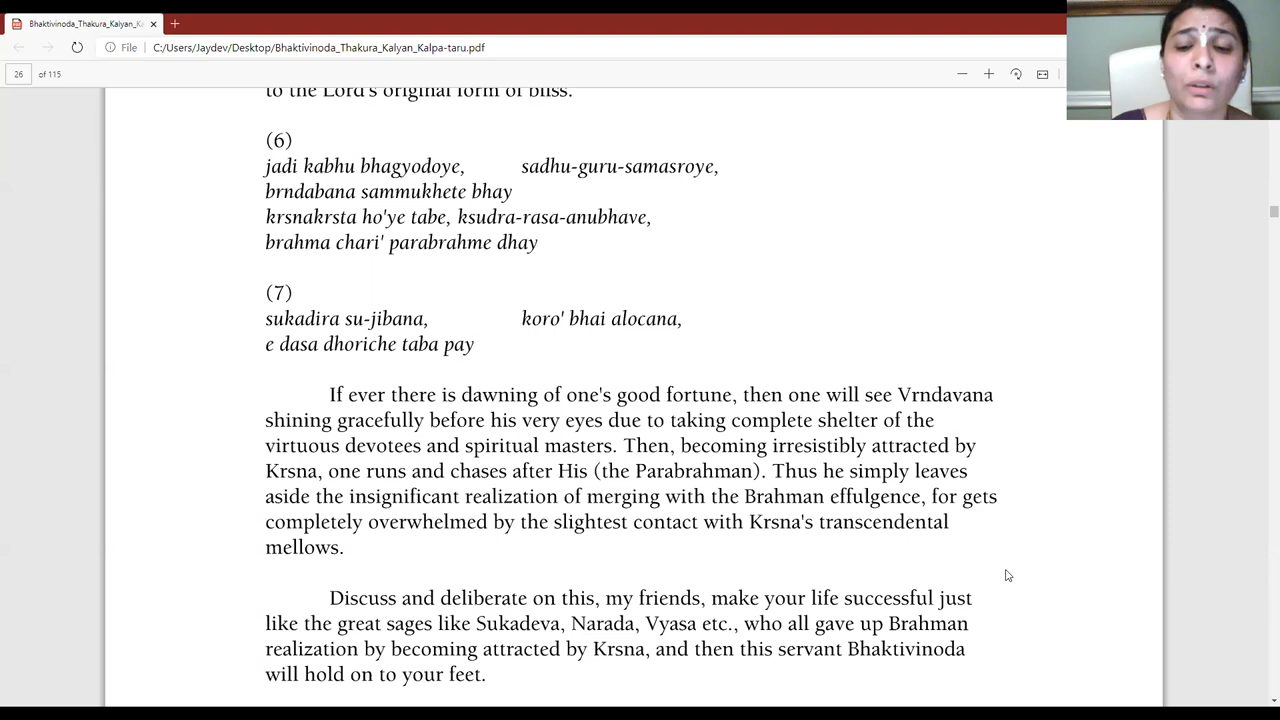 Bhaktivinoda_Thakura_Kalyan_K
File C:/Users/Jaydev/Desktop/Bhaktivinoda_Thakura_Kalyan_Kalpa-taru.pdf
26 of 115
to the Lord's original form of bliss.
(6)
jadi kabhu bhagyodoye, sadhu-guru-samasroye,
brndabana sammukhete bhay
krsnakrsta ho'ye tabe, ksudra-rasa-anubhave,
brahma chari' parabrahme dhay
(7)
sukadira su-jibana, koro' bhai alocana,
e dasa dhoriche taba pay
If ever there is dawning of one's good fortune, then one will see Vrndavana
shining gracefully before his very eyes due to taking complete shelter of the
virtuous devotees and spiritual masters. Then, becoming irresistibly attracted by
Krsna, one runs and chases after His (the Parabrahman). Thus he simply leaves
aside the insignificant realization of merging with the Brahman effulgence, for gets
completely overwhelmed by the slightest contact with Krsna's transcendental
mellows.
Discuss and deliberate on this, my friends, make your life successful just
like the great sages like Sukadeva, Narada, Vyasa etc., who all gave up Brahman
realization by becoming attracted by Krsna, and then this servant Bhaktivinoda
will hold on to your feet.